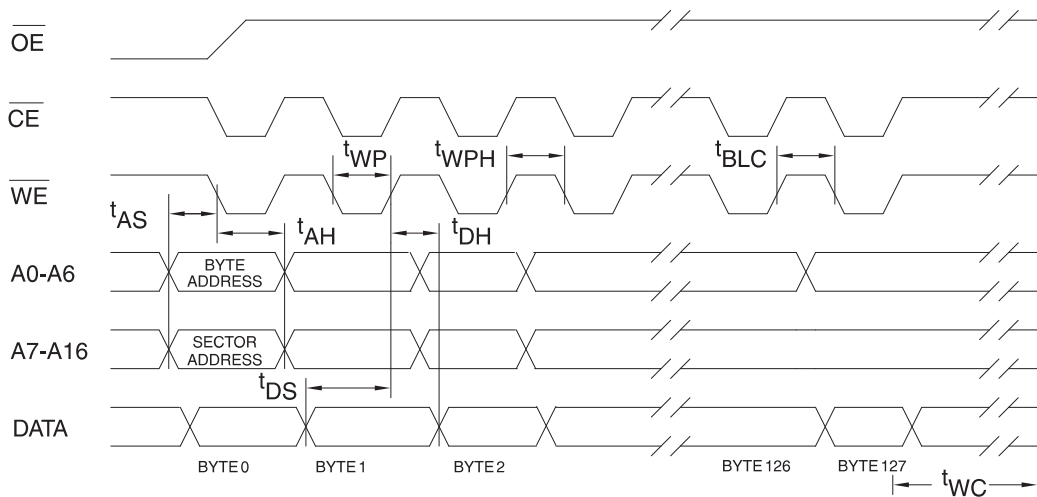 OE
CE
tWP
tWPH
tBLC
WE
tAS
tAH
tDH
A0-A6
BYTE ADDRESS
A7-A16
SECTOR ADDRESS
tDS
DATA
BYTE 0
BYTE 1
BYTE 2
BYTE 126
BYTE 127
tWC